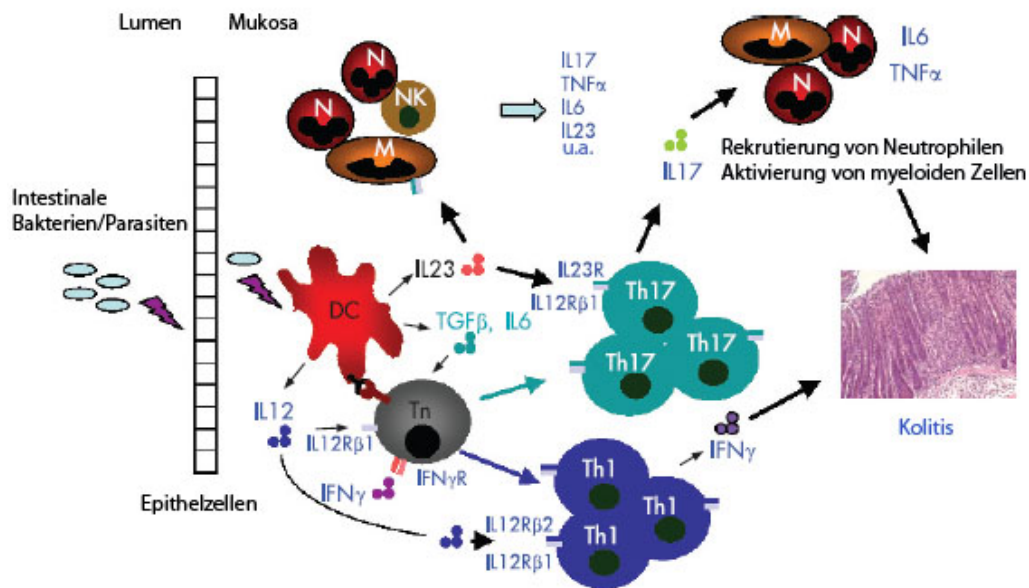 Lumen
Mukosa
N
N
NK
M
IL17
TNFα
IL6
IL23
u.a.
M
N
N
IL6
TNFα
IL17
Rekrutierung von Neutrophilen
Aktivierung von myeloiden Zellen
Intestinale
Bakterien/Parasiten
DC
IL23
TGFβ, IL6
IL23R
IL12Rβ1
Th17
Th17
Th17
IL12
IL12Rβ1
Tn
IFNγ
IFNγR
Th1
Th1
Th1
IFNγ
IL12Rβ2
IL12Rβ1
Kolitis
Epithelzellen